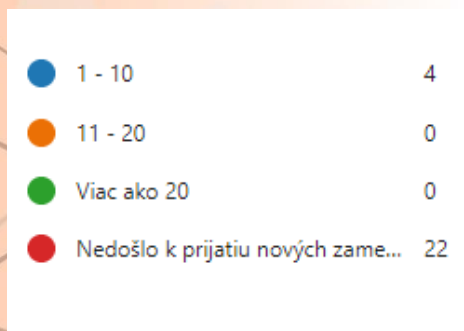 1 - 10 4
11 - 20 0
Viac ako 20 0
Nedošlo k prijatiu nových zame... 22